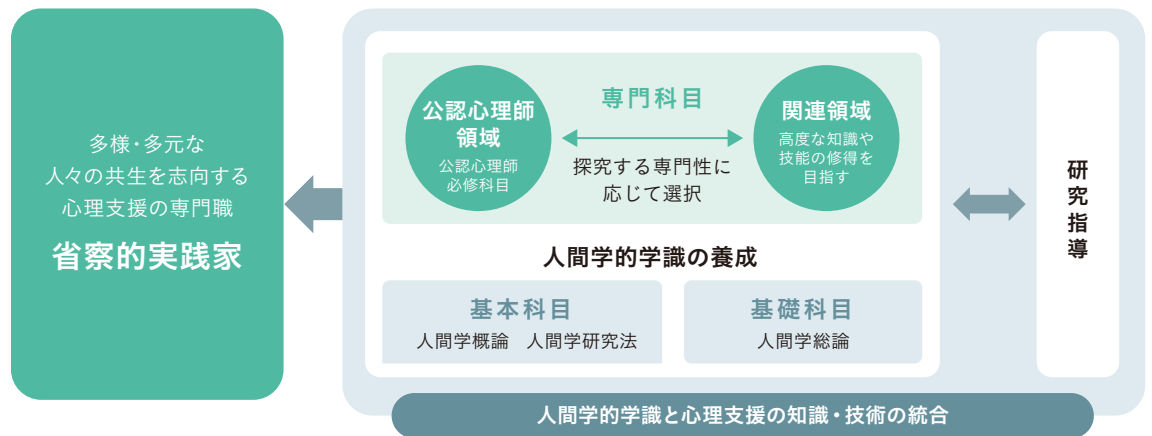 多様・多元な
人々の共生を志向する
心理支援の専門職
省察的実践家
公認心理師
領域
公認心理師
必修科目
専門科目
探究する専門性に
応じて選択
関連領域
高度な知識や
技能の修得を
目指す
人間学的学識の養成
基本科目
人間学概論　人間学研究法
基礎科目
人間学総論
研究指導
人間学的学識と心理支援の知識・技術の統合